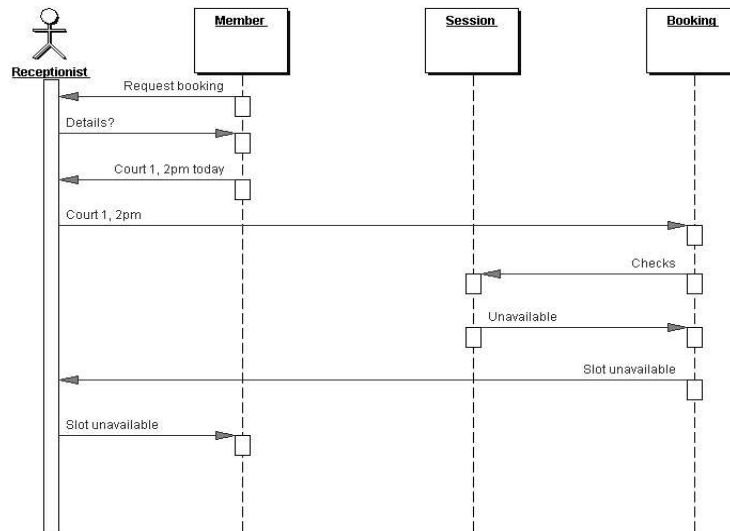 Member
Session
Booking
Receptionist
Request booking
Details?
Court 1, 2pm today
Court 1, 2pm
Checks
Unavailable
Slot unavailable
Slot unavailable